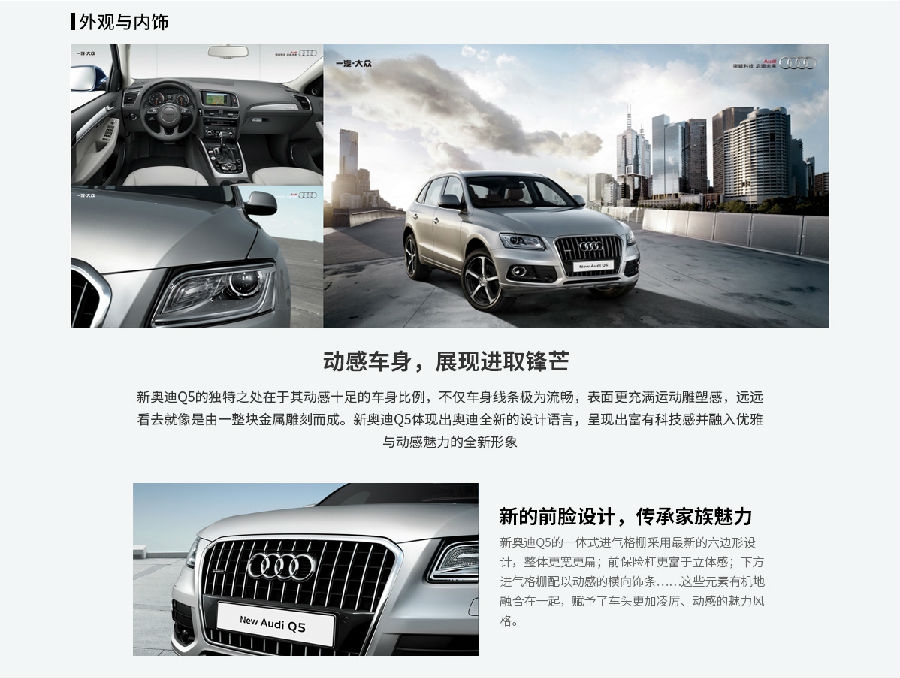 外观与内饰
一汽-大众
Audi
一汽-大众
一汽-大众
New Audi Q5
动感车身，展现进取锋芒
新奥迪Q5的独特之处在于其动感十足的车身比例，不仅车身线条极为流畅，表面更充满运动雕塑感，远远
看去就像是由一整块金属雕刻而成。新奥迪Q5体现出奥迪全新的设计语言，呈现出富有科技感并融入优雅
与动感魅力的全新形象
新的前脸设计，传承家族魅力
新奥迪Q5的一体式进气格栅采用最新的六边形设
计，整体更宽更扁；前保险杠更富于立体感；下方
进气格栅配以动感的横向饰条……这些元素有机地
融合在一起，赋予了车头更加凌厉、动感的魅力风
格。
New Audi Q5